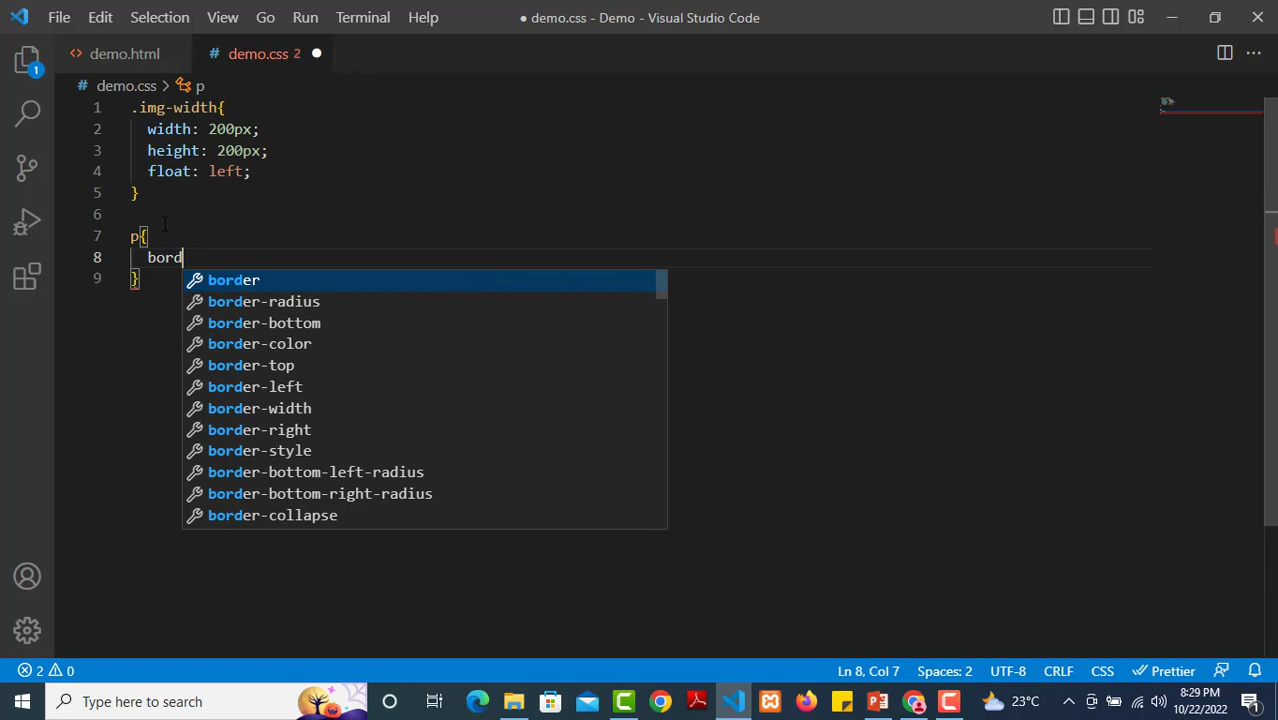 File Edit Selection View Go Run Terminal Help ● demo.css - Demo - Visual Studio Code
<> demo.html # demo.css 2 ●
1
# demo.css > p
1 .img-width{
2 width: 200px;
3 height: 200px;
4 float: left;
5 }
6
7 p{
8 bord
9 }
border
border-radius
border-bottom
border-color
border-top
border-left
border-width
border-right
border-style
border-bottom-left-radius
border-bottom-right-radius
border-collapse
2 0 Ln 8, Col 7 Spaces: 2 UTF-8 CRLF CSS Prettier
Type here to search 23°C 8:29 PM
10/22/2022 1